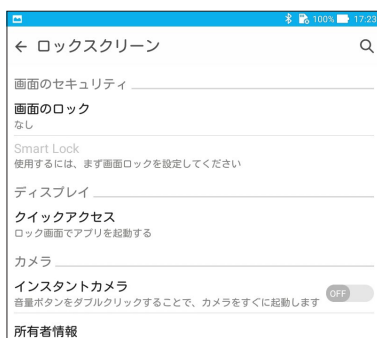 100% 17:23
← ロックスクリーン
画面のセキュリティ
画面のロック
なし
Smart Lock
使用するには、まず画面ロックを設定してください
ディスプレイ
クイックアクセス
ロック画面でアプリを起動する
カメラ
インスタントカメラ
OFF
音量ボタンをダブルクリックすることで、カメラをすぐに起動します
所有者情報